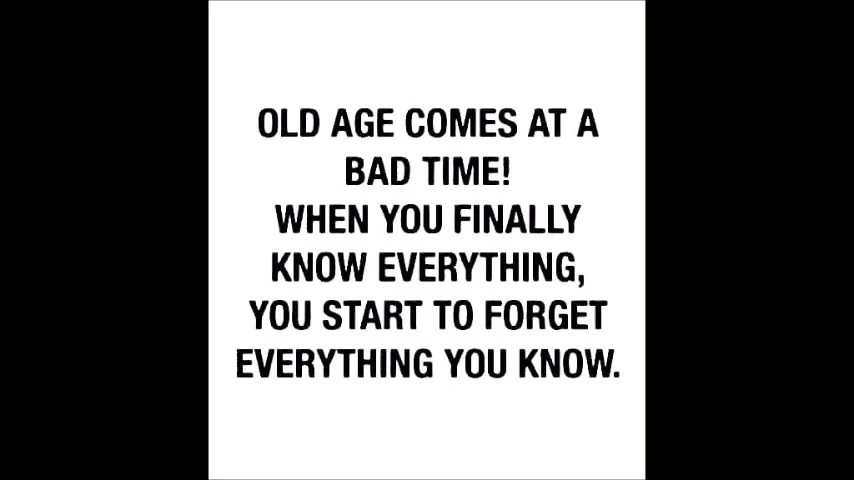 OLD AGE COMES AT A
BAD TIME!
WHEN YOU FINALLY
KNOW EVERYTHING,
YOU START TO FORGET
EVERYTHING YOU KNOW.